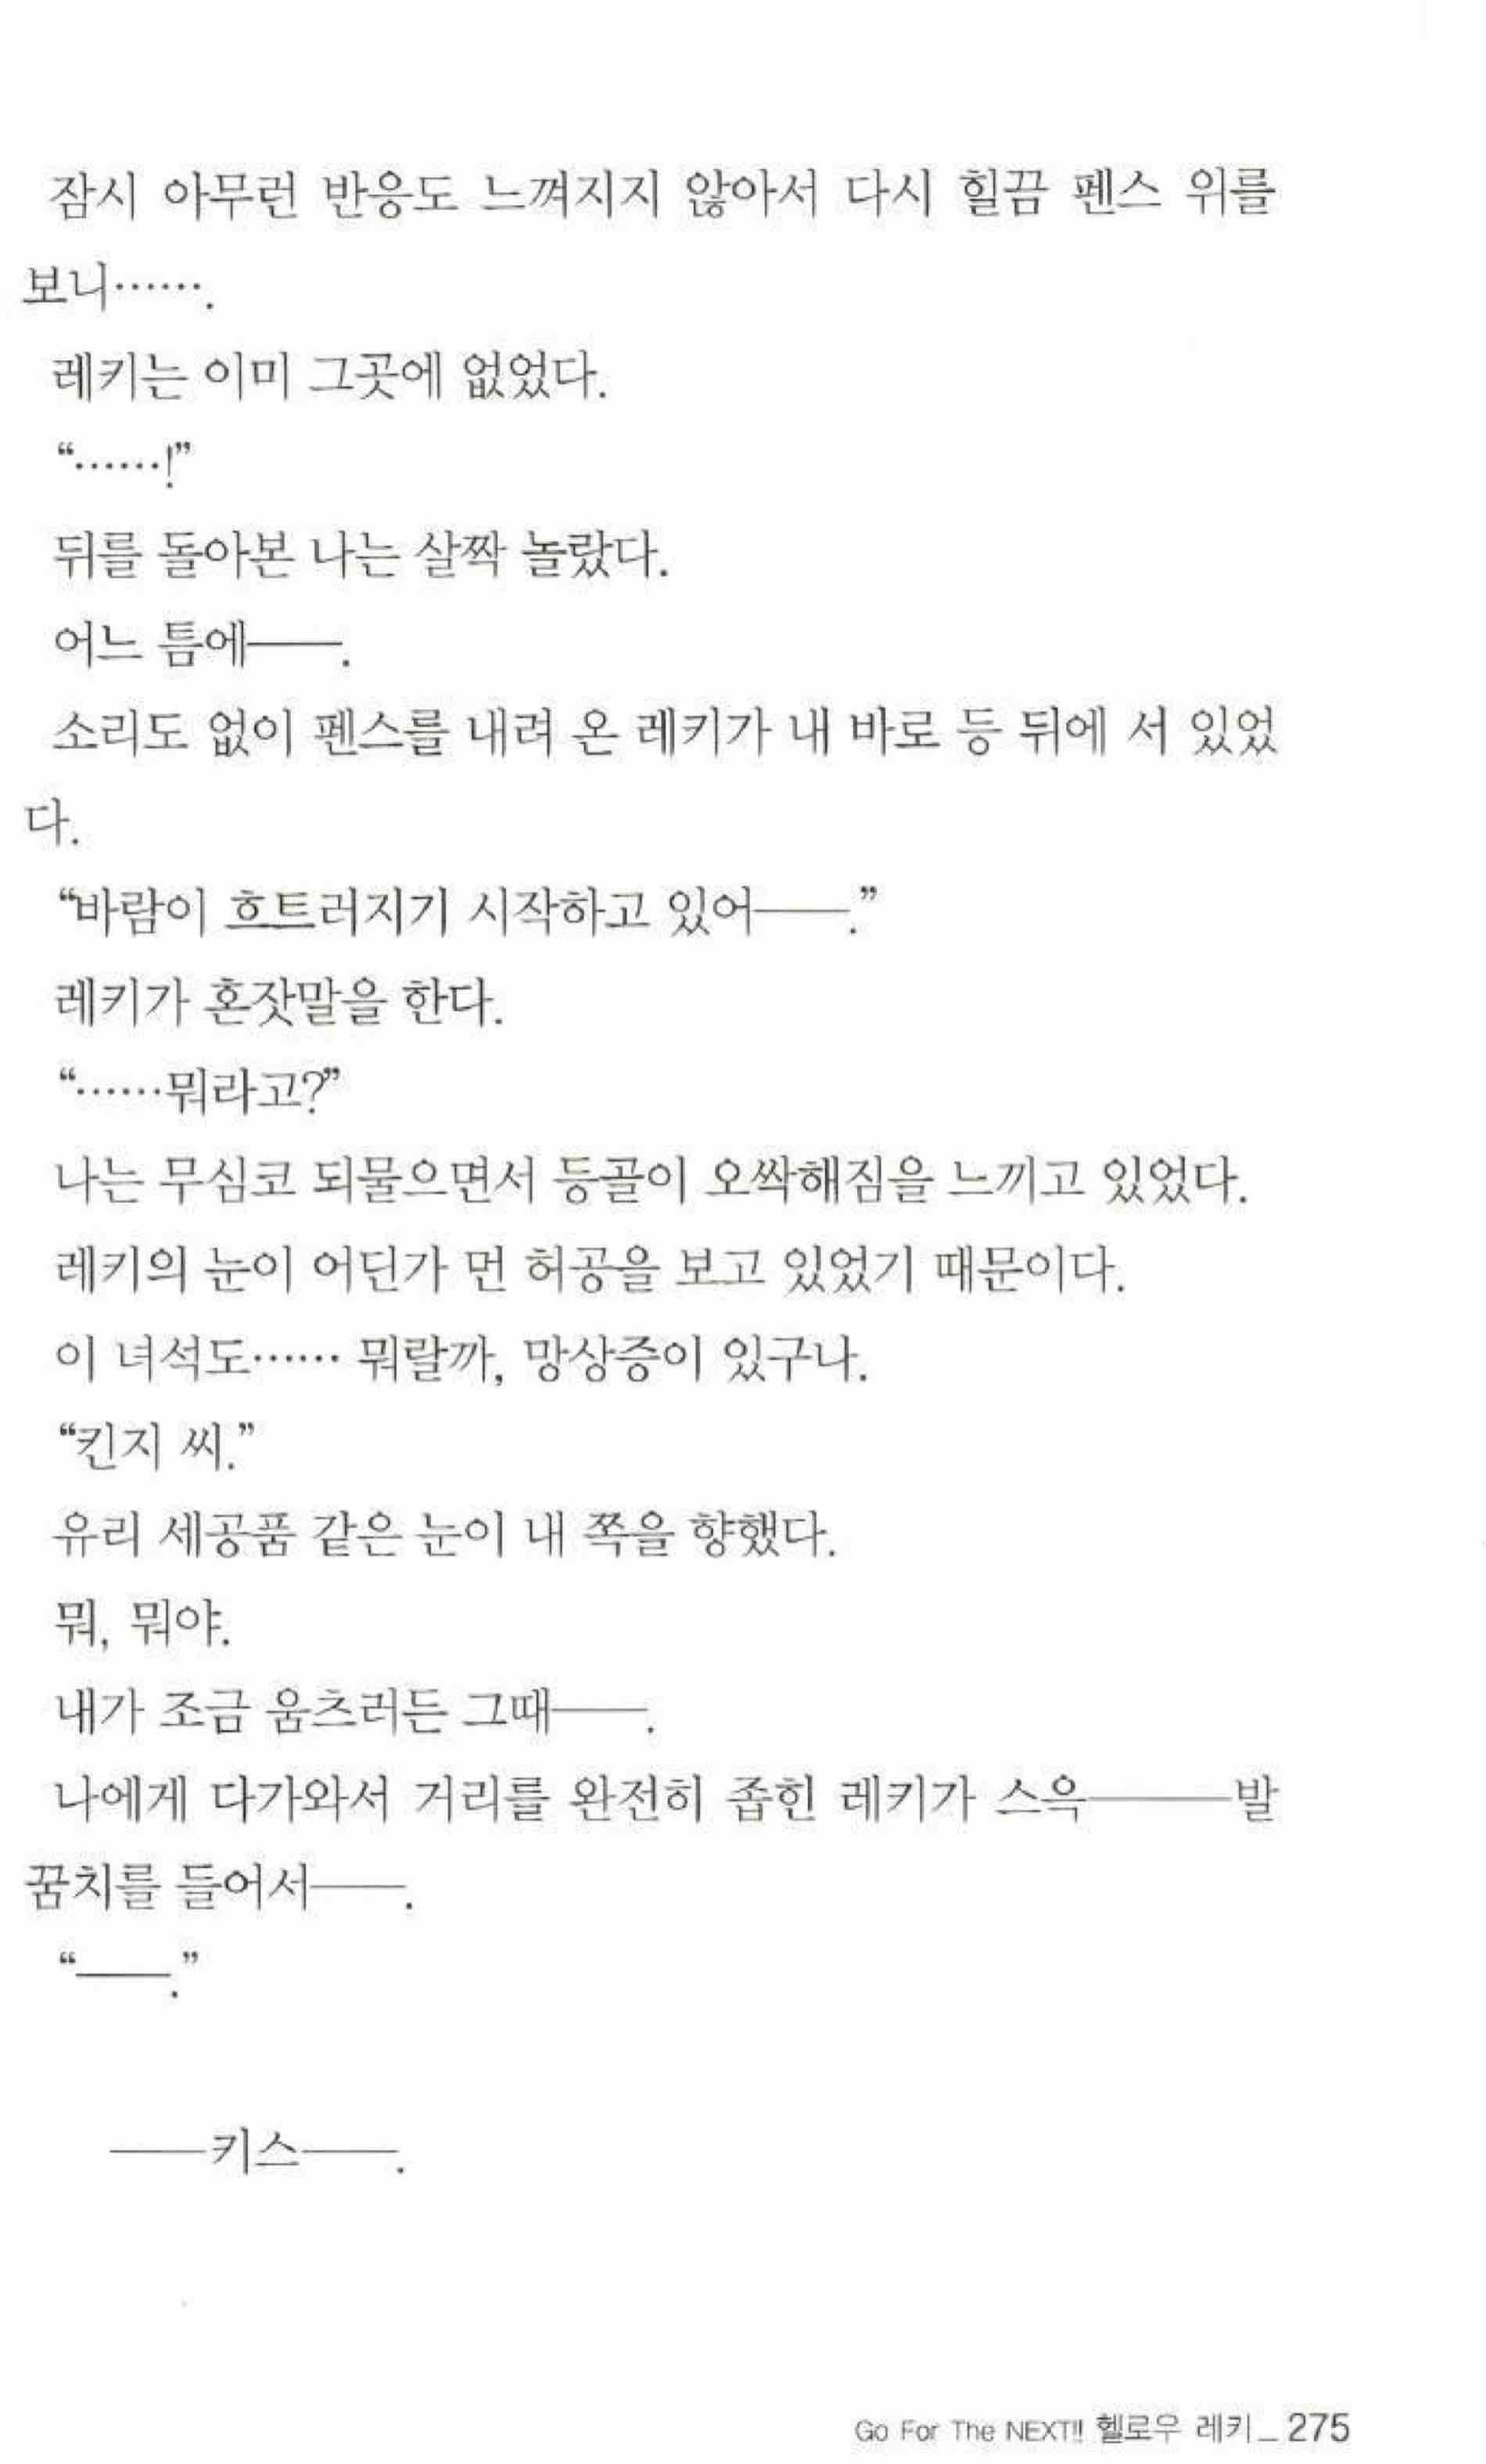 잠시 아무런 반응도 느껴지지 않아서 다시 힐끔 펜스 위를
보니…….
레키는 이미 그곳에 없었다.
“……!”
뒤를 돌아본 나는 살짝 놀랐다.
어느 틈에──.
소리도 없이 펜스를 내려 온 레키가 내 바로 등 뒤에 서 있었
다.
“바람이 흐트러지기 시작하고 있어──.”
레키가 혼잣말을 한다.
“……뭐라고?”
나는 무심코 되물으면서 등골이 오싹해짐을 느끼고 있었다.
레키의 눈이 어딘가 먼 허공을 보고 있었기 때문이다.
이 녀석도…… 뭐랄까, 망상증이 있구나.
“킨지 씨.”
유리 세공품 같은 눈이 내 쪽을 향했다.
뭐, 뭐야.
내가 조금 움츠러든 그때──.
나에게 다가와서 거리를 완전히 좁힌 레키가 스윽───발
꿈치를 들어서──.
“──.”
──키스──.
Go For The NEXT!!! 헬로우 레키_275